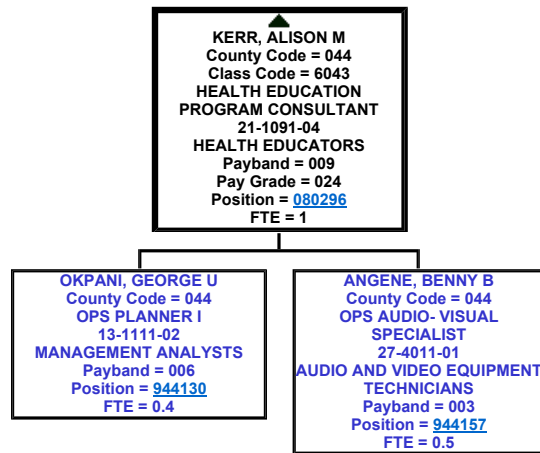 KERR, ALISON M
County Code = 044
Class Code = 6043
HEALTH EDUCATION
PROGRAM CONSULTANT
21-1091-04
HEALTH EDUCATORS
Payband = 009
Pay Grade = 024
Position = 080296
FTE = 1
OKPANI, GEORGE U
County Code = 044
OPS PLANNER I
13-1111-02
MANAGEMENT ANALYSTS
Payband = 006
Position = 944130
FTE = 0.4
ANGENE, BENNY B
County Code = 044
OPS AUDIO- VISUAL
SPECIALIST
27-4011-01
AUDIO AND VIDEO EQUIPMENT
TECHNICIANS
Payband = 003
Position = 944157
FTE = 0.5